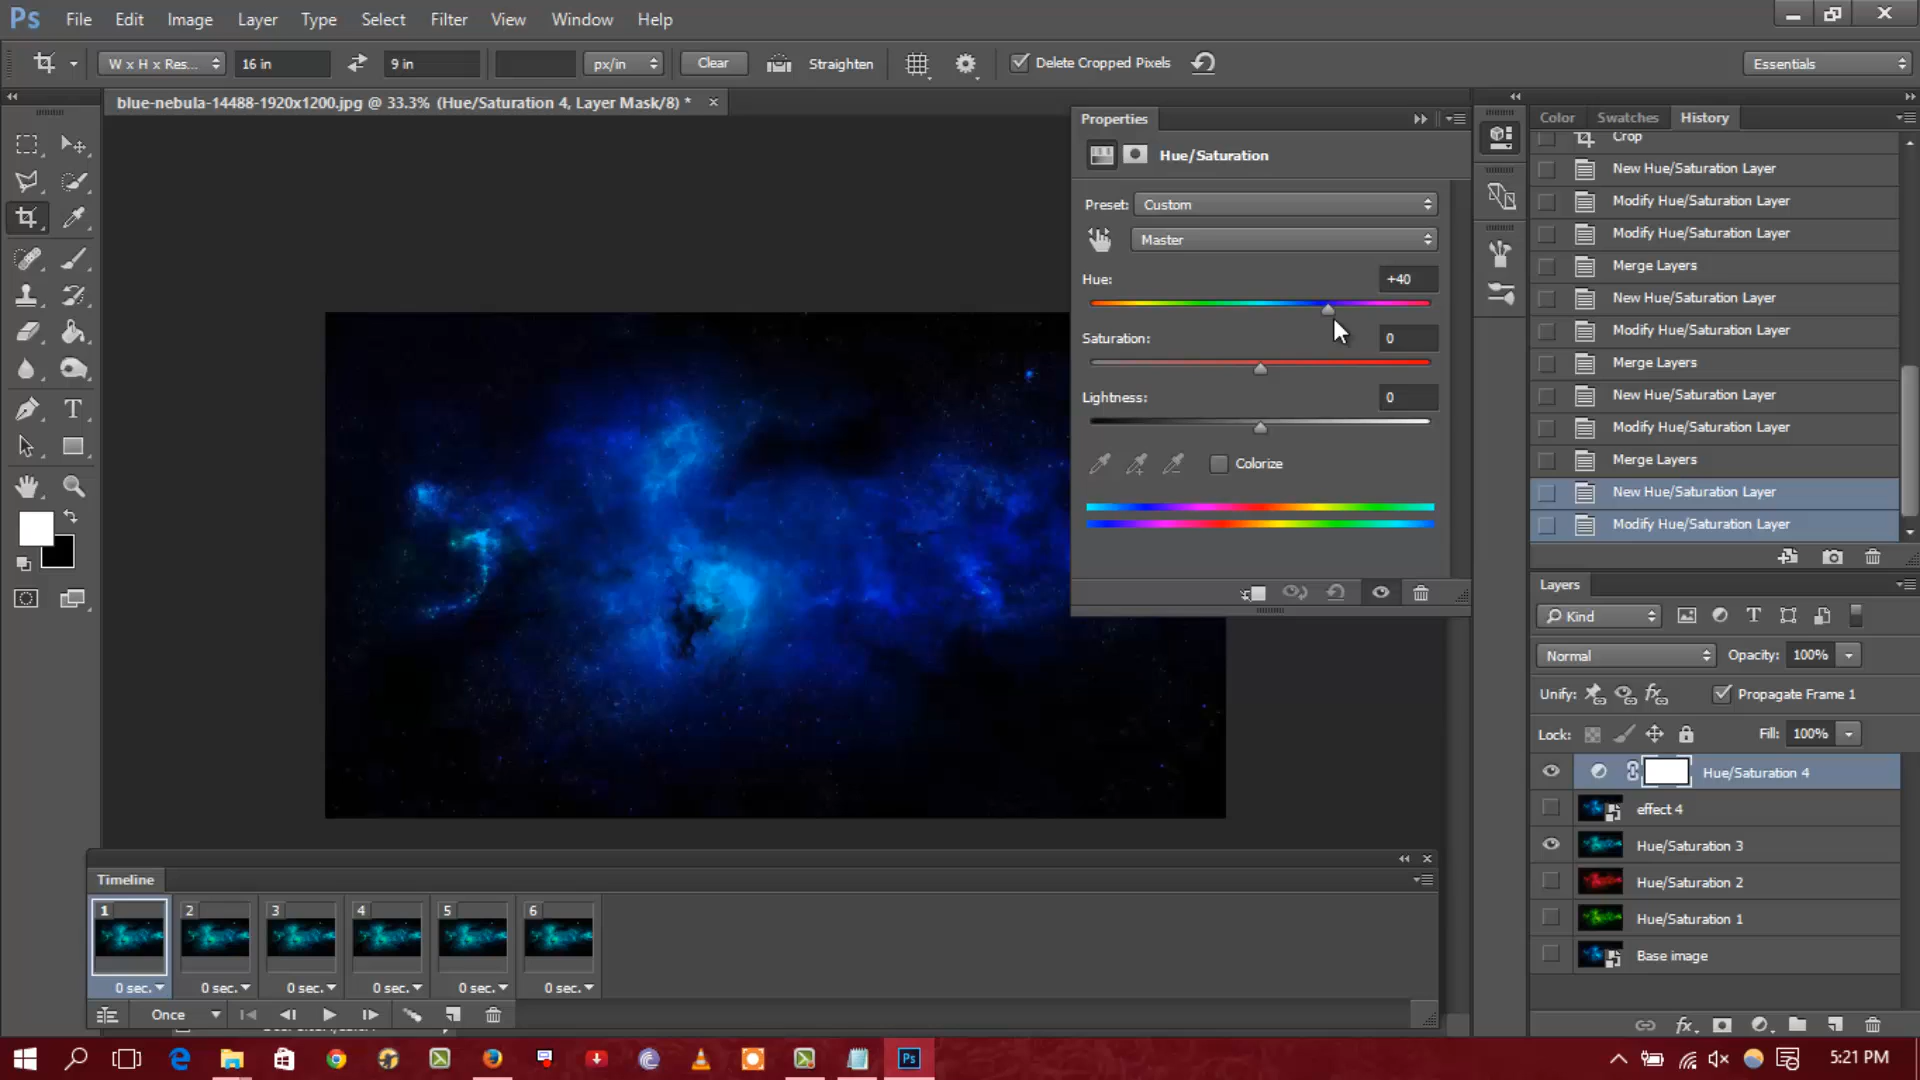 Ps File Edit Image Layer Type Select Filter View Window Help
W x H x Res... 16 in 9 in px/in Clear Straighten Delete Cropped Pixels Essentials
blue-nebula-14488-1920x1200.jpg @ 33.3% (Hue/Saturation 4, Layer Mask/8) *
Properties
Hue/Saturation
Preset: Custom
Master
Hue: +40
Saturation: 0
Lightness: 0
Colorize
Color Swatches History
Crop
New Hue/Saturation Layer
Modify Hue/Saturation Layer
Modify Hue/Saturation Layer
Merge Layers
New Hue/Saturation Layer
Modify Hue/Saturation Layer
Merge Layers
New Hue/Saturation Layer
Modify Hue/Saturation Layer
Merge Layers
New Hue/Saturation Layer
Modify Hue/Saturation Layer
Layers
Kind
Normal Opacity: 100%
Unify: Propagate Frame 1
Lock: Fill: 100%
Hue/Saturation 4
effect 4
Hue/Saturation 3
Hue/Saturation 2
Hue/Saturation 1
Base image
Timeline
1 2 3 4 5 6
0 sec. 0 sec. 0 sec. 0 sec. 0 sec. 0 sec.
Once
Ps 5:21 PM